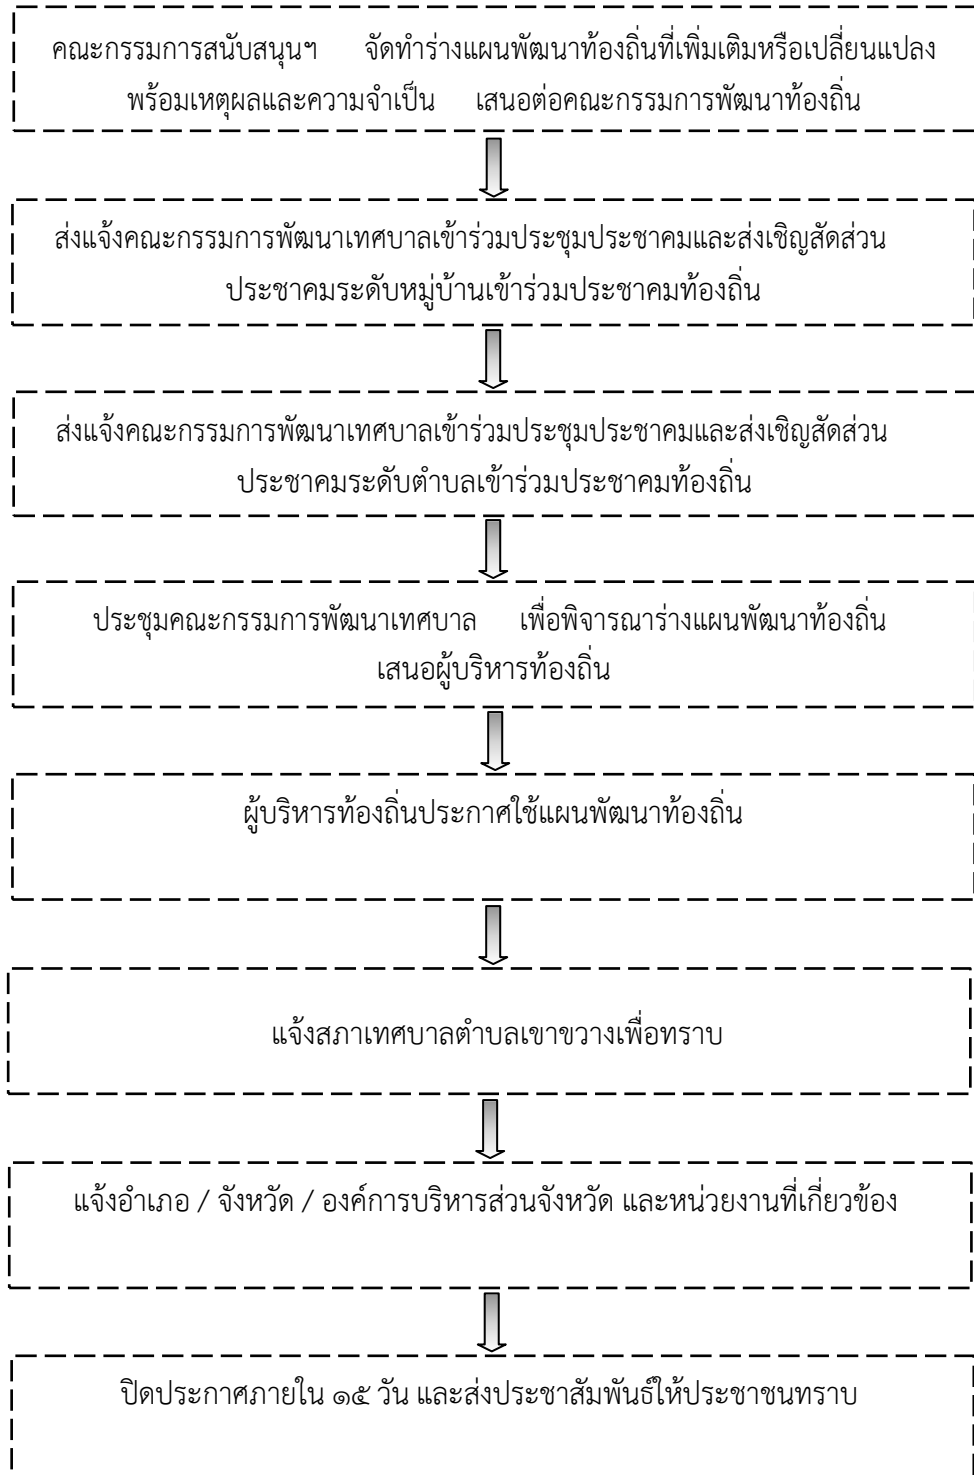 คณะกรรมการสนับสนุนฯ จัดทำร่างแผนพัฒนาท้องถิ่นที่เพิ่มเติมหรือเปลี่ยนแปลง
พร้อมเหตุผลและความจำเป็น เสนอต่อคณะกรรมการพัฒนาท้องถิ่น
ส่งแจ้งคณะกรรมการพัฒนาเทศบาลเข้าร่วมประชุมประชาคมและส่งเชิญสัดส่วน
ประชาคมระดับหมู่บ้านเข้าร่วมประชาคมท้องถิ่น
ส่งแจ้งคณะกรรมการพัฒนาเทศบาลเข้าร่วมประชุมประชาคมและส่งเชิญสัดส่วน
ประชาคมระดับตำบลเข้าร่วมประชาคมท้องถิ่น
ประชุมคณะกรรมการพัฒนาเทศบาล เพื่อพิจารณาร่างแผนพัฒนาท้องถิ่น
เสนอผู้บริหารท้องถิ่น
ผู้บริหารท้องถิ่นประกาศใช้แผนพัฒนาท้องถิ่น
แจ้งสภาเทศบาลตำบลเขาขวางเพื่อทราบ
แจ้งอำเภอ / จังหวัด / องค์การบริหารส่วนจังหวัด และหน่วยงานที่เกี่ยวข้อง
ปิดประกาศภายใน ๑๕ วัน และส่งประชาสัมพันธ์ให้ประชาชนทราบ